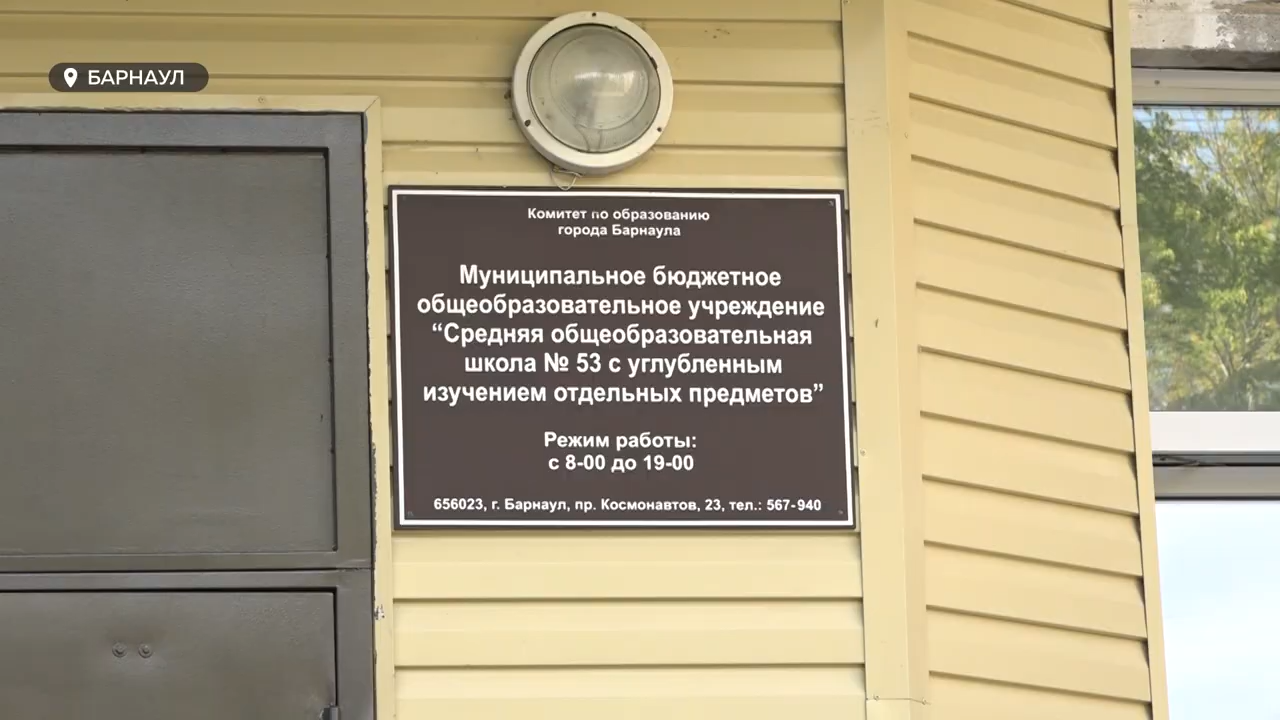 БАРНАУЛ
Комитет по образованию
города Барнаула
Муниципальное бюджетное
общеобразовательное учреждение
“Средняя общеобразовательная
школа № 53 с углубленным
изучением отдельных предметов”
Режим работы:
с 8-00 до 19-00
656023, г. Барнаул, пр. Космонавтов, 23, тел.: 567-940